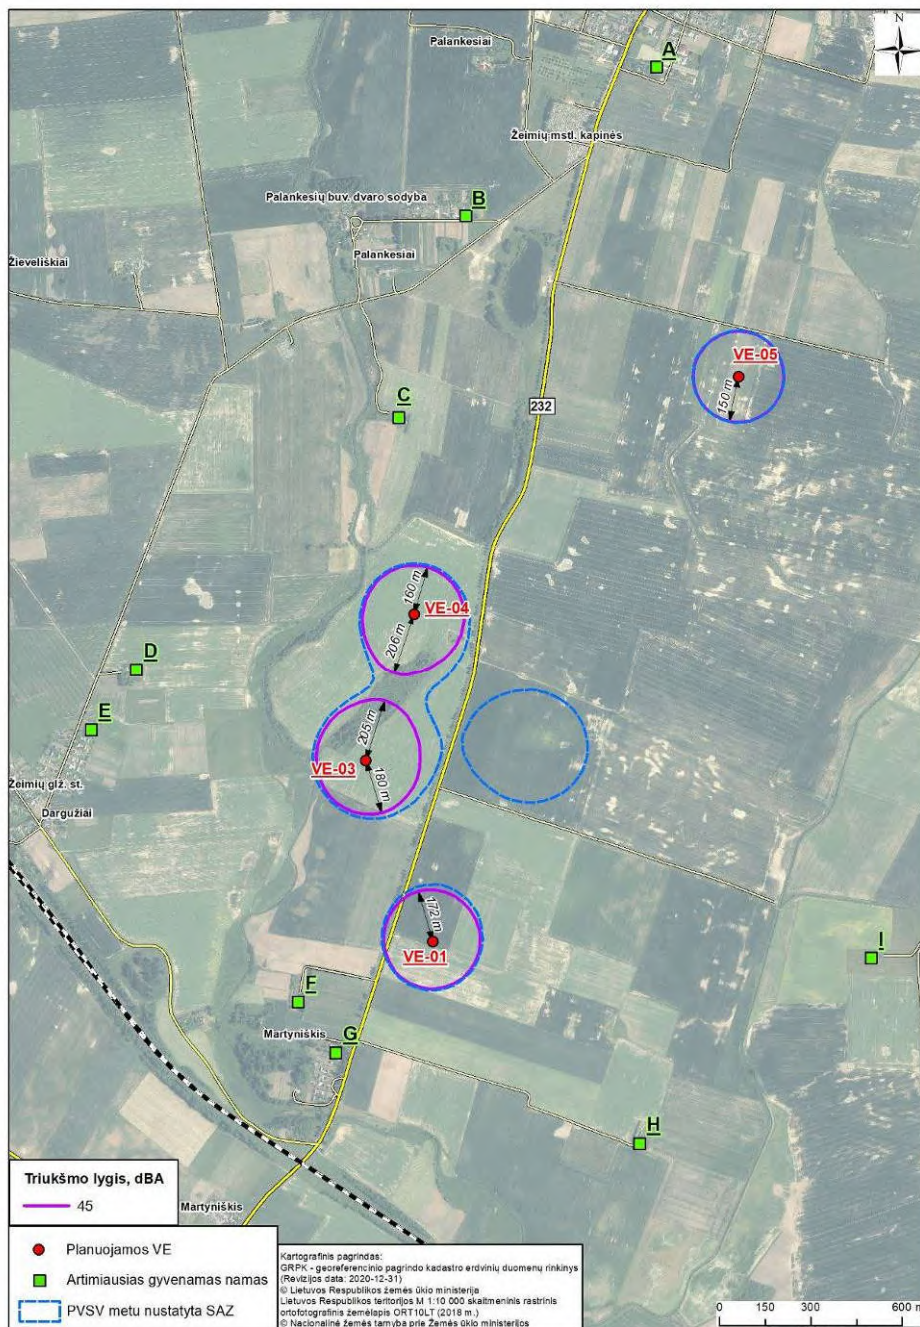 Palankesiai
A
N
Žeimių mstl. kapinės
Palankesių buv. dvaro sodyba
B
Palankesiai
Žieveliškiai
VE-05
150 m
232
C
160 m
VE-04
206 m
D
E
205 m
VE-03
180 m
Žeimių glž. st.
Dargužiai
172 m
VE-01
I
F
Martyniškis
G
H
Triukšmo lygis, dBA
45
Martyniškis
Planuojamos VE
Artimiausias gyvenamas namas
PVSV metu nustatyta SAZ
Kartografinis pagrindas:
GRPK - georeferencinio pagrindo kadastro erdvinių duomenų rinkinys
(Revizijos data: 2020-12-31)
© Lietuvos Respublikos žemės ūkio ministerija
Lietuvos Respublikos teritorijos M 1:10 000 skaitmeninis rastrinis
ortofotografinis žemėlapis ORT10LT (2018 m.)
© Nacionalinė žemės tarnyba prie Žemės ūkio ministerijos
0 150 300 600 m